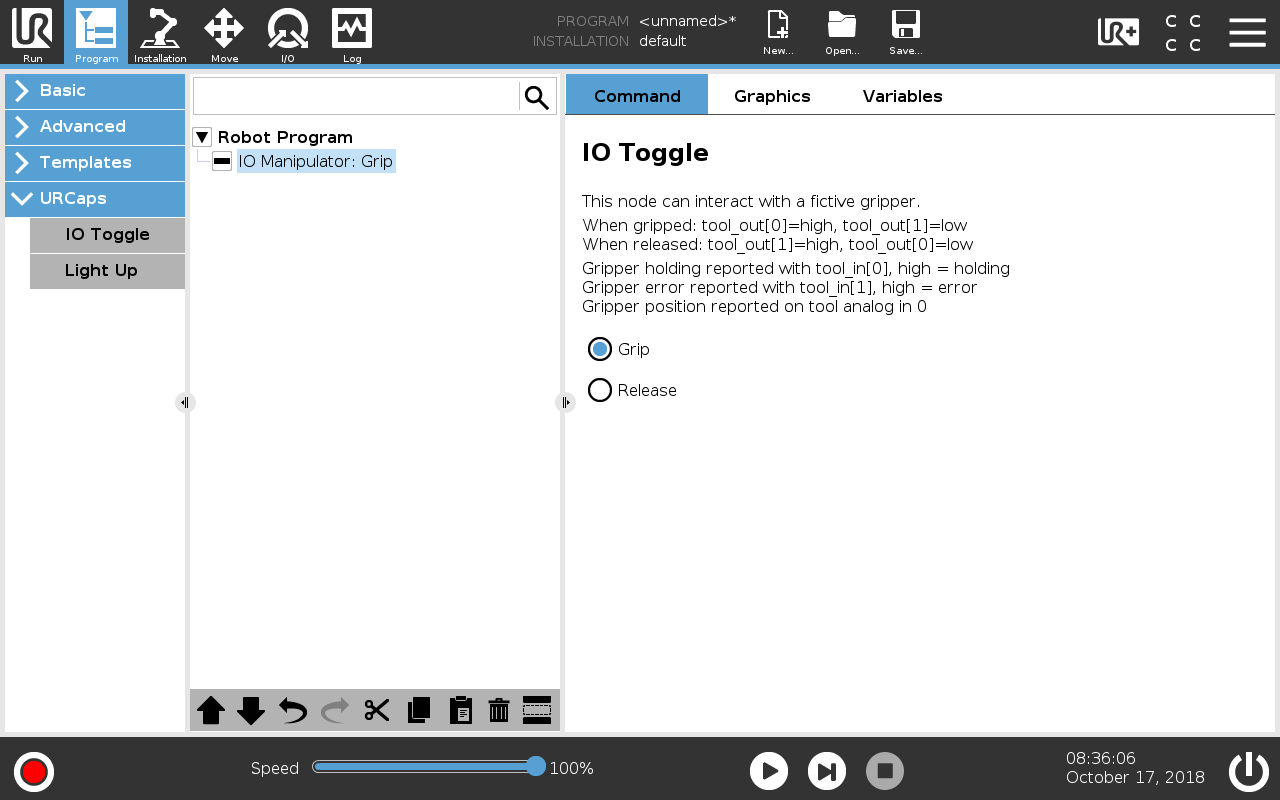 UR
Run
Program
Installation
Move
I/O
Log
PROGRAM <unnamed>*
INSTALLATION default
New...
Open...
Save...
UR+
C C
C C
Basic
Advanced
Templates
URCaps
IO Toggle
Light Up
Robot Program
IO Manipulator: Grip
Command
Graphics
Variables
IO Toggle
This node can interact with a fictive gripper.
When gripped: tool_out[0]=high, tool_out[1]=low
When released: tool_out[1]=high, tool_out[0]=low
Gripper holding reported with tool_in[0], high = holding
Gripper error reported with tool_in[1], high = error
Gripper position reported on tool analog in 0
Grip
Release
Speed 100%
08:36:06
October 17, 2018